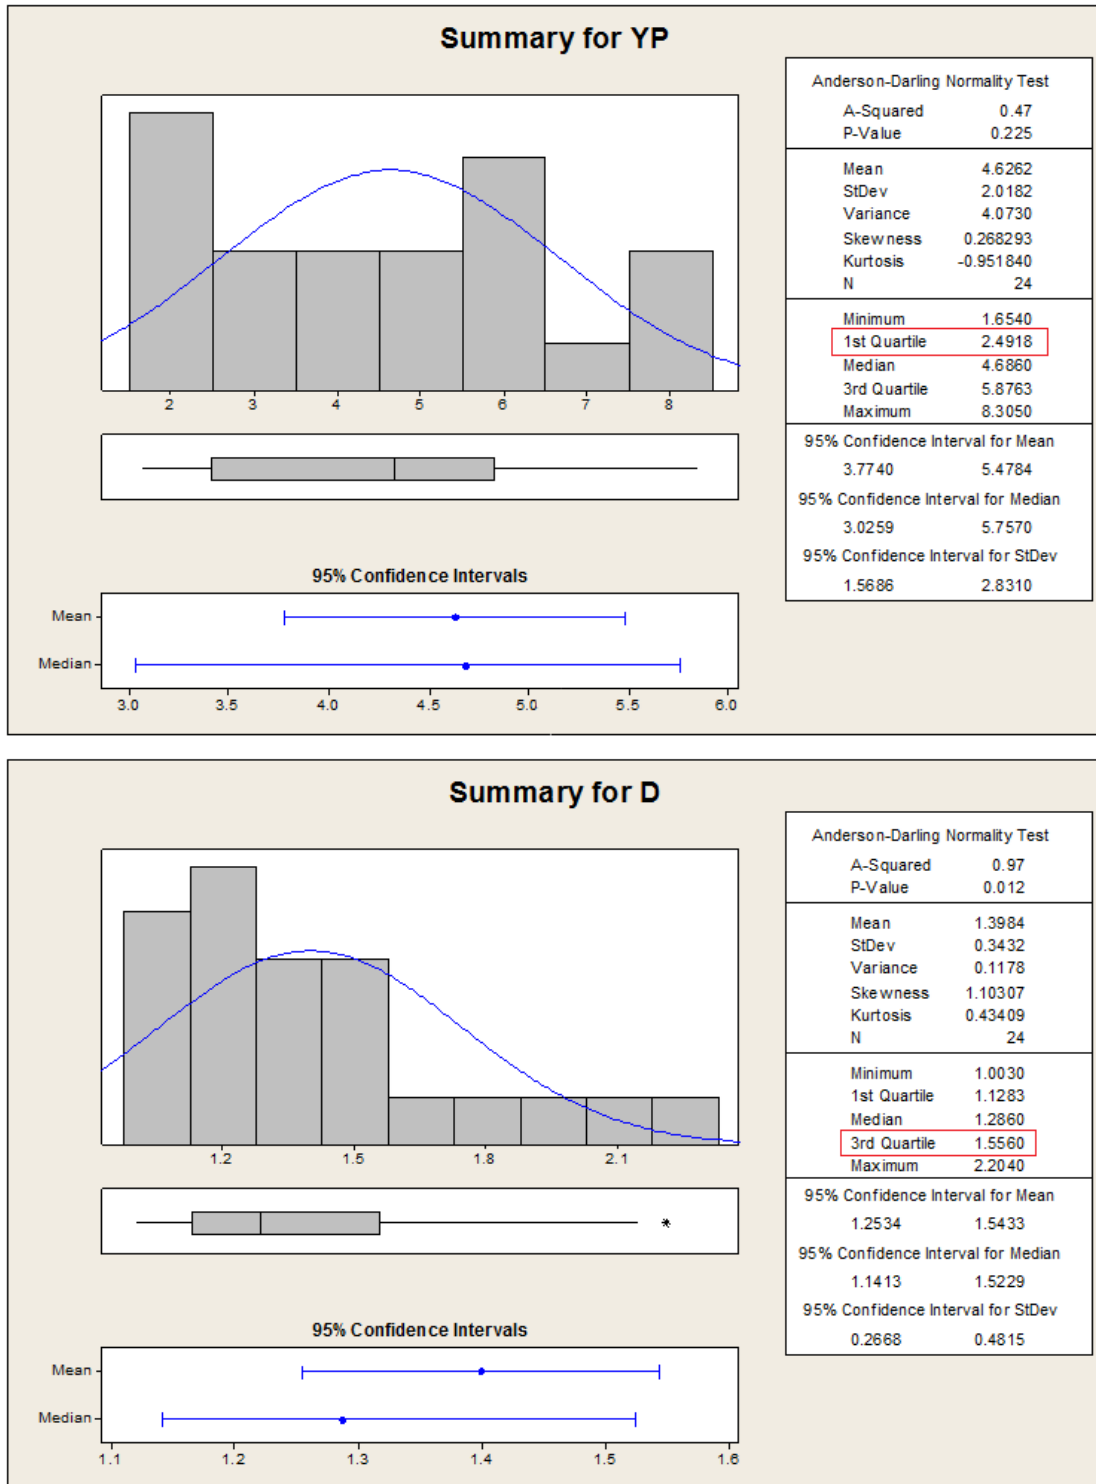 Summary for YP
2 3 4 5 6 7 8
95% Confidence Intervals
Mean
Median
3.0 3.5 4.0 4.5 5.0 5.5 6.0
Anderson-Darling Normality Test
A-Squared 0.47
P-Value 0.225
Mean 4.6262
StDev 2.0182
Variance 4.0730
Skewness 0.268293
Kurtosis -0.951840
N 24
Minimum 1.6540
1st Quartile 2.4918
Median 4.6860
3rd Quartile 5.8763
Maximum 8.3050
95% Confidence Interval for Mean
3.7740 5.4784
95% Confidence Interval for Median
3.0259 5.7570
95% Confidence Interval for StDev
1.5686 2.8310
Summary for D
1.2 1.5 1.8 2.1
95% Confidence Intervals
Mean
Median
1.1 1.2 1.3 1.4 1.5 1.6
Anderson-Darling Normality Test
A-Squared 0.97
P-Value 0.012
Mean 1.3984
StDev 0.3432
Variance 0.1178
Skewness 1.10307
Kurtosis 0.43409
N 24
Minimum 1.0030
1st Quartile 1.1283
Median 1.2860
3rd Quartile 1.5560
Maximum 2.2040
95% Confidence Interval for Mean
1.2534 1.5433
95% Confidence Interval for Median
1.1413 1.5229
95% Confidence Interval for StDev
0.2668 0.4815